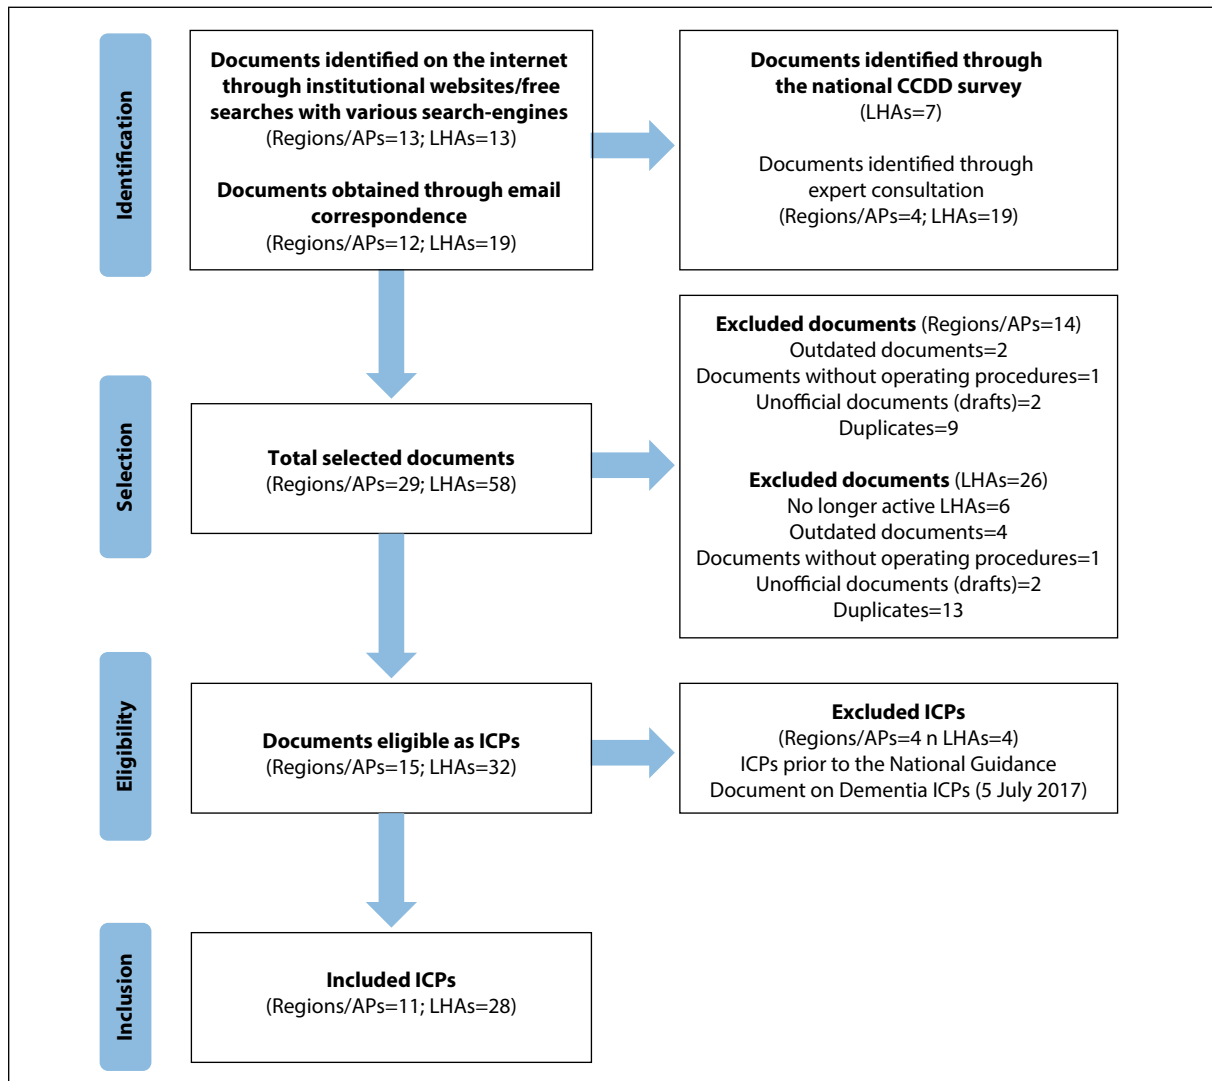 Identification
Documents identified on the internet
through institutional websites/free
searches with various search-engines
(Regions/APs=13; LHAs=13)
Documents obtained through email
correspondence
(Regions/APs=12; LHAs=19)
Documents identified through
the national CCDD survey
(LHAs=7)
Documents identified through
expert consultation
(Regions/APs=4; LHAs=19)
Selection
Total selected documents
(Regions/APs=29; LHAs=58)
Excluded documents (Regions/APs=14)
Outdated documents=2
Documents without operating procedures=1
Unofficial documents (drafts)=2
Duplicates=9
Excluded documents (LHAs=26)
No longer active LHAs=6
Outdated documents=4
Documents without operating procedures=1
Unofficial documents (drafts)=2
Duplicates=13
Eligibility
Documents eligible as ICPs
(Regions/APs=15; LHAs=32)
Excluded ICPs
(Regions/APs=4 n LHAs=4)
ICPs prior to the National Guidance
Document on Dementia ICPs (5 July 2017)
Inclusion
Included ICPs
(Regions/APs=11; LHAs=28)